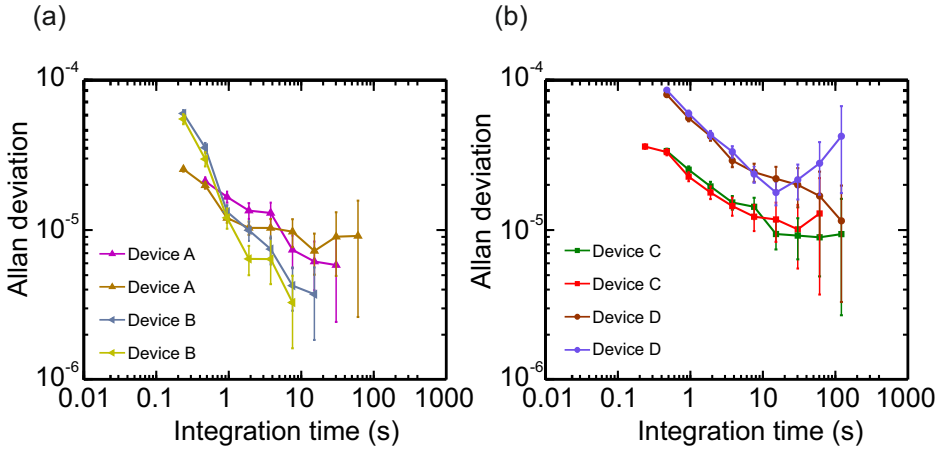 (a)
Allan deviation
10^-4
10^-5
10^-6
Device A
Device A
Device B
Device B
0.01 0.1 1 10 100 1000
Integration time (s)
(b)
Allan deviation
10^-4
10^-5
10^-6
Device C
Device C
Device D
Device D
0.01 0.1 1 10 100 1000
Integration time (s)